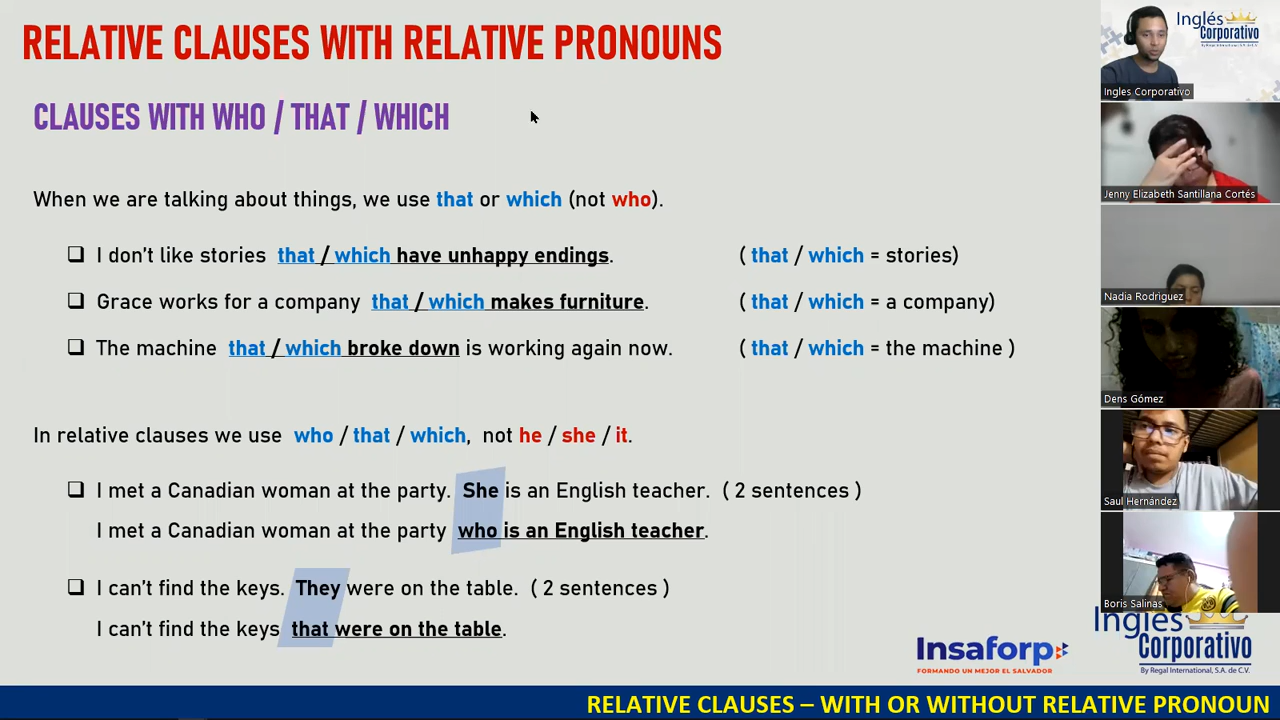 RELATIVE CLAUSES WITH RELATIVE PRONOUNS
CLAUSES WITH WHO / THAT / WHICH
When we are talking about things, we use that or which (not who).
❑ I don't like stories that / which have unhappy endings. ( that / which = stories)
❑ Grace works for a company that / which makes furniture. ( that / which = a company)
❑ The machine that / which broke down is working again now. ( that / which = the machine )
In relative clauses we use who / that / which, not he / she / it.
❑ I met a Canadian woman at the party. She is an English teacher. ( 2 sentences )
I met a Canadian woman at the party who is an English teacher.
❑ I can't find the keys. They were on the table. ( 2 sentences )
I can't find the keys that were on the table.
Insaforp
FORMANDO UN MEJOR EL SALVADOR
Inglés
Corporativo
By Regal International, S.A. de C.V.
RELATIVE CLAUSES – WITH OR WITHOUT RELATIVE PRONOUN
Inglés
Corporativo
By Regal International, S.A. de C.V.
Ingles Corporativo
Jenny Elizabeth Santillana Cortés
Nadia Rodrìguez
Dens Gómez
Saul Hernández
Boris Salinas